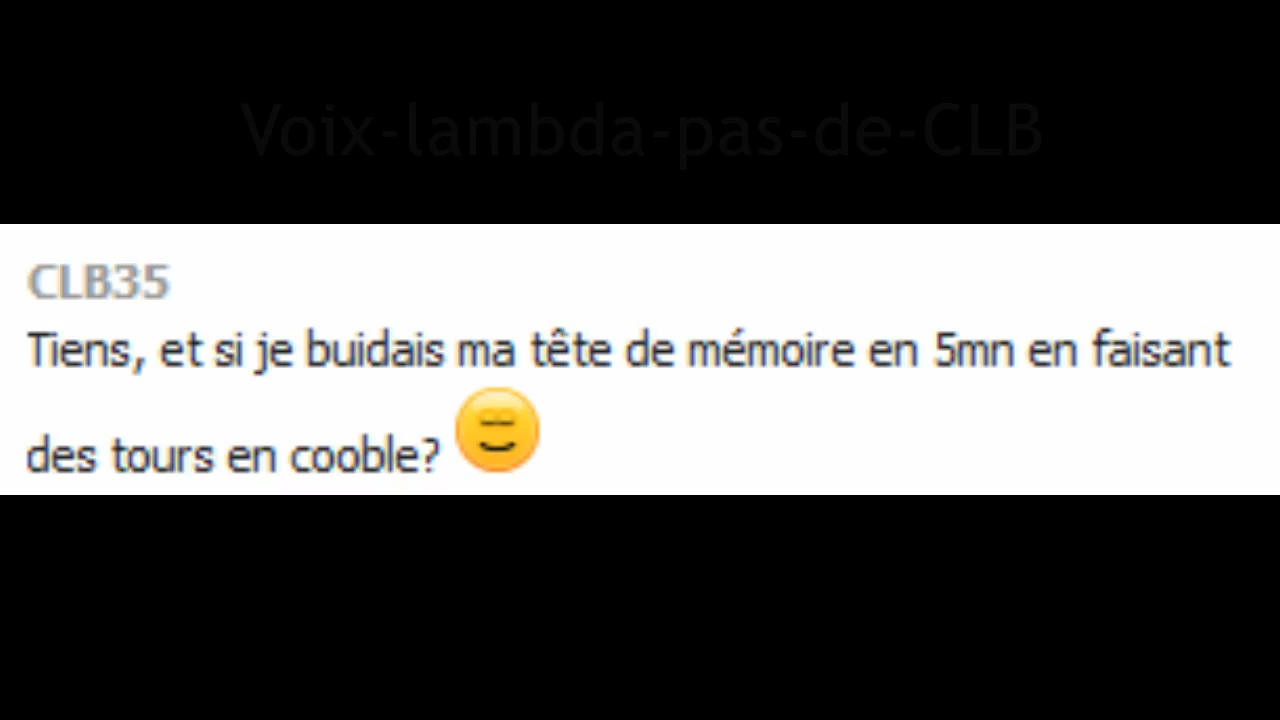 Voix-lambda-pas-de-CLB
CLB35
Tiens, et si je buidais ma tête de mémoire en 5mn en faisant
des tours en cooble?